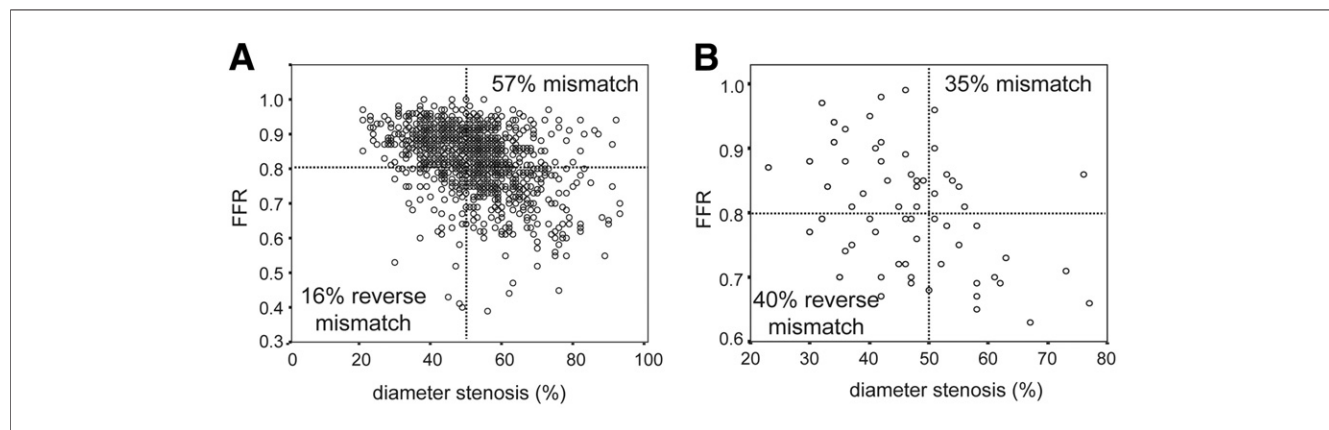 A
57% mismatch
1.0
0.9
0.8
0.7
0.6
0.5
0.4
0.3
FFR
16% reverse
mismatch
0 20 40 60 80 100
diameter stenosis (%)
B
35% mismatch
1.0
0.9
0.8
0.7
0.6
FFR
40% reverse
mismatch
20 30 40 50 60 70 80
diameter stenosis (%)